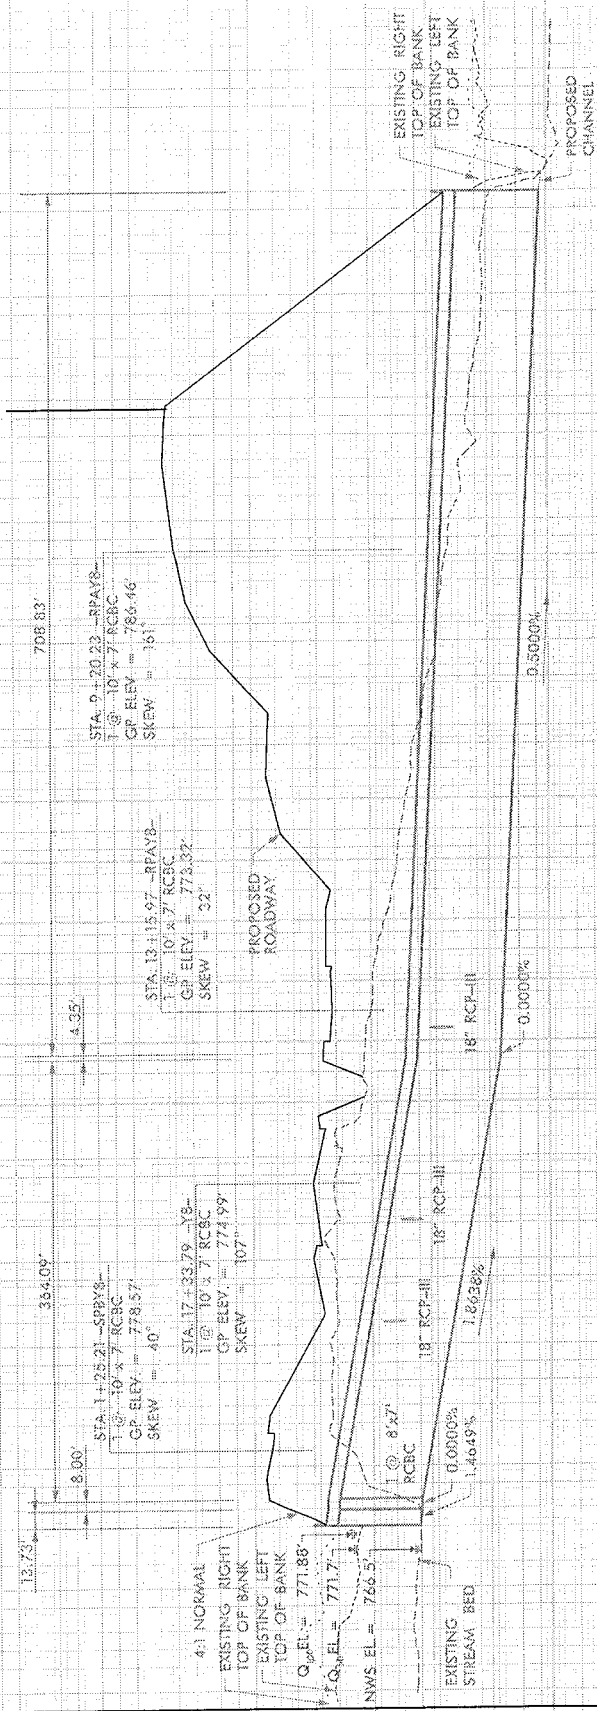 13.73'
8.00'
364.09'
4.35'
708.83'
STA. 1+25.21 -SPBY8-
1 @ 10' x 7' RCBC
GP ELEV. = 778.57'
SKEW = 40°
STA. 17+33.79 -Y8-
1 @ 10' x 7' RCBC
GP ELEV. = 774.99'
SKEW = 107°
STA. 13+15.97 -RPAY8-
1 @ 10' x 7' RCBC
GP ELEV. = 773.32'
SKEW = 32°
STA. 9+20.23 -RPAY8-
1 @ 10' x 7' RCBC
GP ELEV. = 786.46'
SKEW = 161°
4:1 NORMAL
EXISTING RIGHT
TOP OF BANK
EXISTING LEFT
TOP OF BANK
EL. = 771.88'
EL. = 771.7'
NWS. EL. = 766.5'
EXISTING
STREAM BED
1 @ 8'x7'
RCBC
0.0000%
1.4649%
18" RCP-III
18" RCP-III
1.8638%
18" RCP-III
0.0000%
PROPOSED
ROADWAY
0.5000%
EXISTING RIGHT
TOP OF BANK
EXISTING LEFT
TOP OF BANK
PROPOSED
CHANNEL